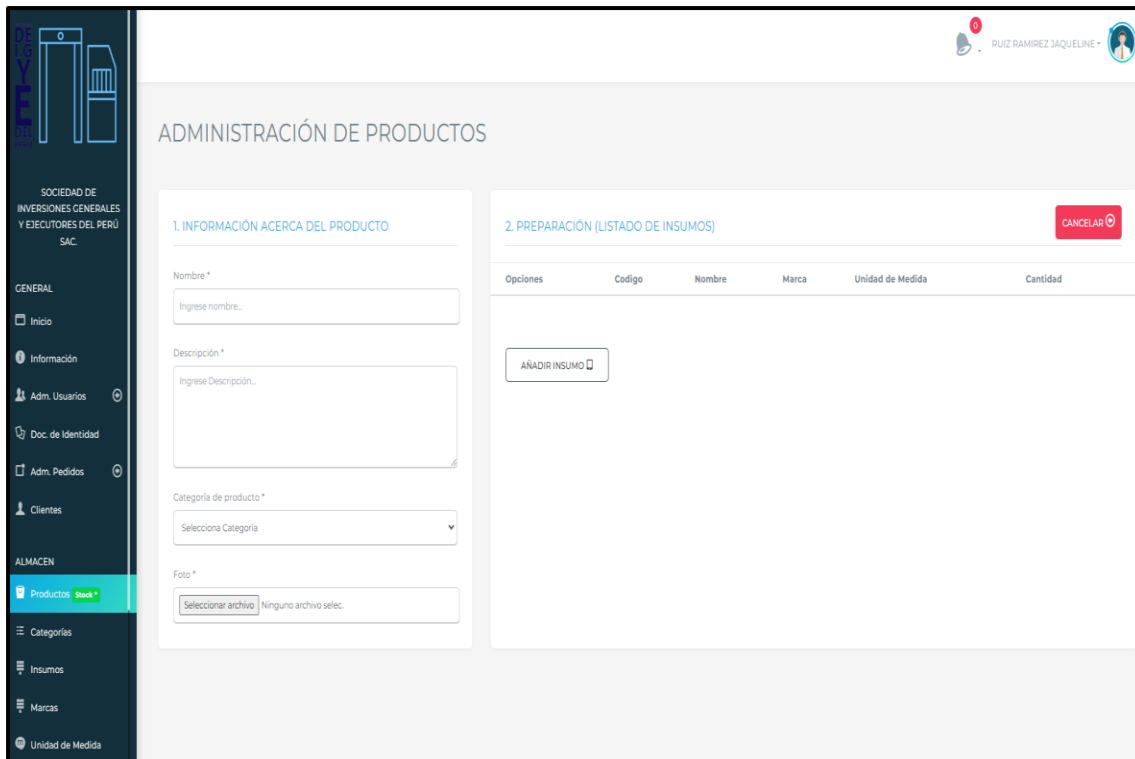 DE
I.G
Y
E
DEL
SOCIEDAD DE
INVERSIONES GENERALES
Y EJECUTORES DEL PERÚ
SAC.
GENERAL
Inicio
Información
Adm. Usuarios
Doc. de Identidad
Adm. Pedidos
Clientes
ALMACEN
Productos Stock *
Categorías
Insumos
Marcas
Unidad de Medida
0
RUIZ RAMIREZ JAQUELINE
ADMINISTRACIÓN DE PRODUCTOS
1. INFORMACIÓN ACERCA DEL PRODUCTO
Nombre *
Ingrese nombre...
Descripción *
Ingrese Descripción...
Categoría de producto *
Selecciona Categoría
Foto *
Seleccionar archivo Ninguno archivo selec.
2. PREPARACIÓN (LISTADO DE INSUMOS)
CANCELAR
Opciones Codigo Nombre Marca Unidad de Medida Cantidad
AÑADIR INSUMO